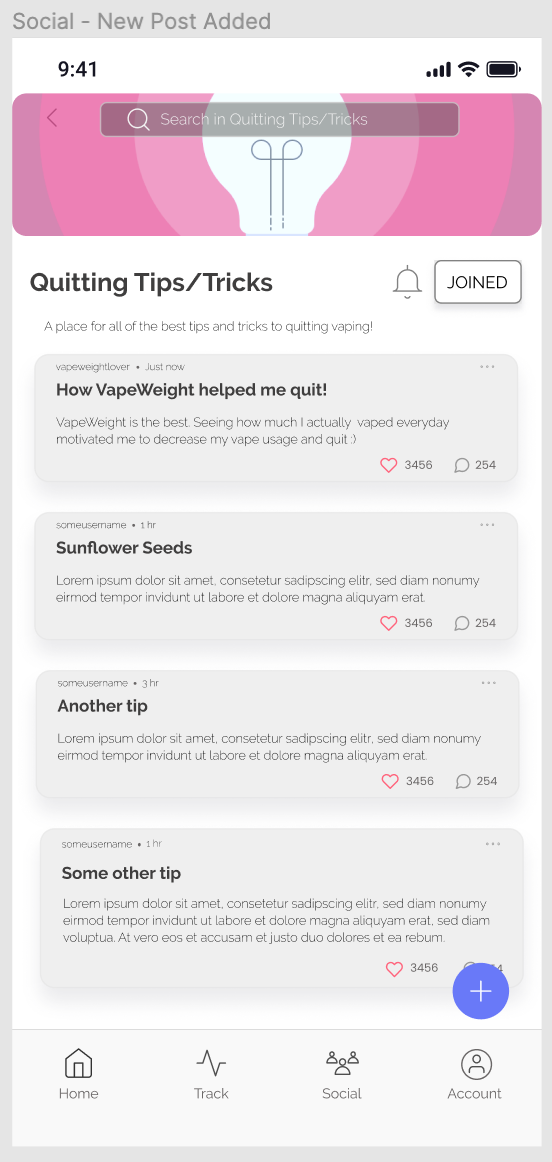 Social - New Post Added
9:41
Search in Quitting Tips/Tricks
Quitting Tips/Tricks
JOINED
A place for all of the best tips and tricks to quitting vaping!
vapeweightlover • Just now
How VapeWeight helped me quit!
VapeWeight is the best. Seeing how much I actually vaped everyday
motivated me to decrease my vape usage and quit :)
3456 254
someusername • 1 hr
Sunflower Seeds
Lorem ipsum dolor sit amet, consetetur sadipscing elitr, sed diam nonumy
eirmod tempor invidunt ut labore et dolore magna aliquyam erat.
3456 254
someusername • 3 hr
Another tip
Lorem ipsum dolor sit amet, consetetur sadipscing elitr, sed diam nonumy
eirmod tempor invidunt ut labore et dolore magna aliquyam erat.
3456 254
someusername • 1 hr
Some other tip
Lorem ipsum dolor sit amet, consetetur sadipscing elitr, sed diam nonumy
eirmod tempor invidunt ut labore et dolore magna aliquyam erat, sed diam
voluptua. At vero eos et accusam et justo duo dolores et ea rebum.
3456
Home Track Social Account